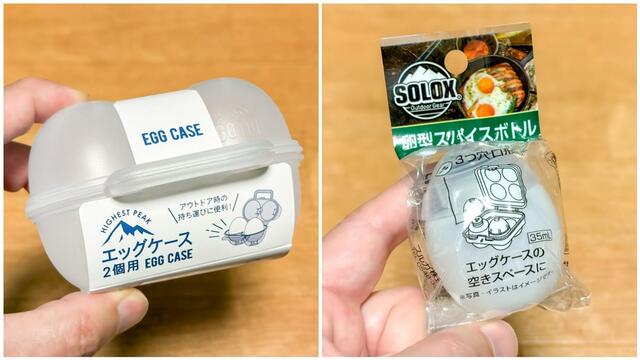 EGG CASE
HIGHEST PEAK
アウトドア時の
持ち運びに便利!
エッグケース
2個用 EGG CASE
SOLOX
Outdoor Gear
卵型スパイスボトル
3つ穴
35mL
エッグケースの
空きスペースに
※写真・イラストはイメージです。